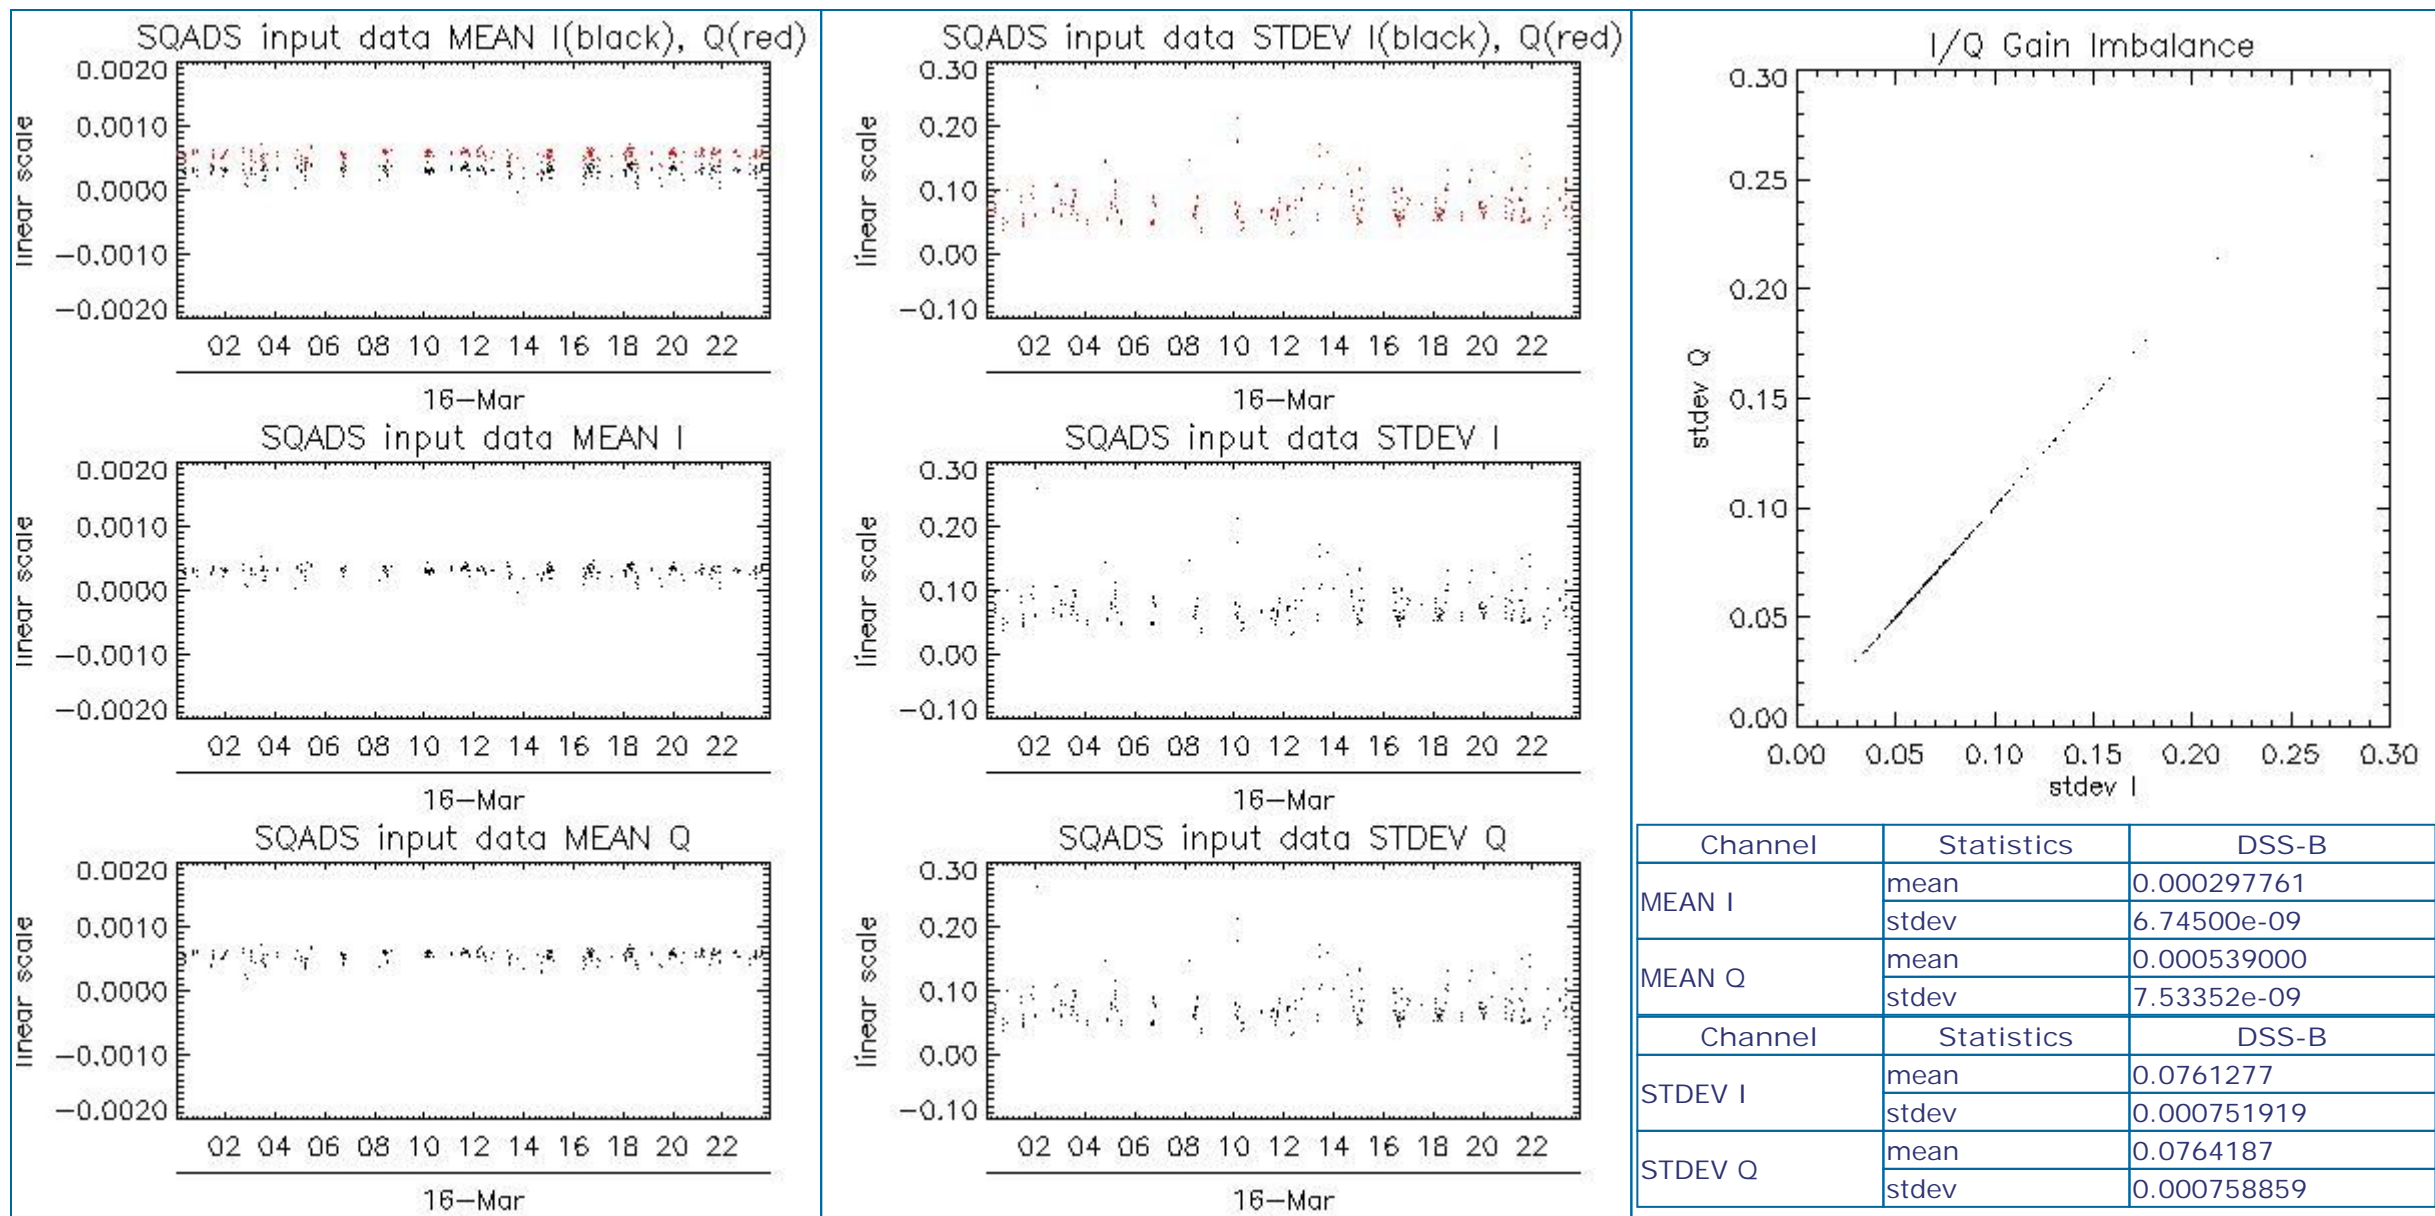 SQADS input data MEAN I(black), Q(red)
linear scale
0.0020
0.0010
0.0000
−0.0010
−0.0020
02 04 06 08 10 12 14 16 18 20 22
16−Mar
SQADS input data MEAN I
linear scale
0.0020
0.0010
0.0000
−0.0010
−0.0020
02 04 06 08 10 12 14 16 18 20 22
16−Mar
SQADS input data MEAN Q
linear scale
0.0020
0.0010
0.0000
−0.0010
−0.0020
02 04 06 08 10 12 14 16 18 20 22
16−Mar
SQADS input data STDEV I(black), Q(red)
linear scale
0.30
0.20
0.10
0.00
−0.10
02 04 06 08 10 12 14 16 18 20 22
16−Mar
SQADS input data STDEV I
linear scale
0.30
0.20
0.10
0.00
−0.10
02 04 06 08 10 12 14 16 18 20 22
16−Mar
SQADS input data STDEV Q
linear scale
0.30
0.20
0.10
0.00
−0.10
02 04 06 08 10 12 14 16 18 20 22
16−Mar
I/Q Gain Imbalance
stdev Q
0.30
0.25
0.20
0.15
0.10
0.05
0.00
0.00 0.05 0.10 0.15 0.20 0.25 0.30
stdev I
Channel Statistics DSS-B
MEAN I mean 0.000297761
stdev 6.74500e-09
MEAN Q mean 0.000539000
stdev 7.53352e-09
Channel Statistics DSS-B
STDEV I mean 0.0761277
stdev 0.000751919
STDEV Q mean 0.0764187
stdev 0.000758859